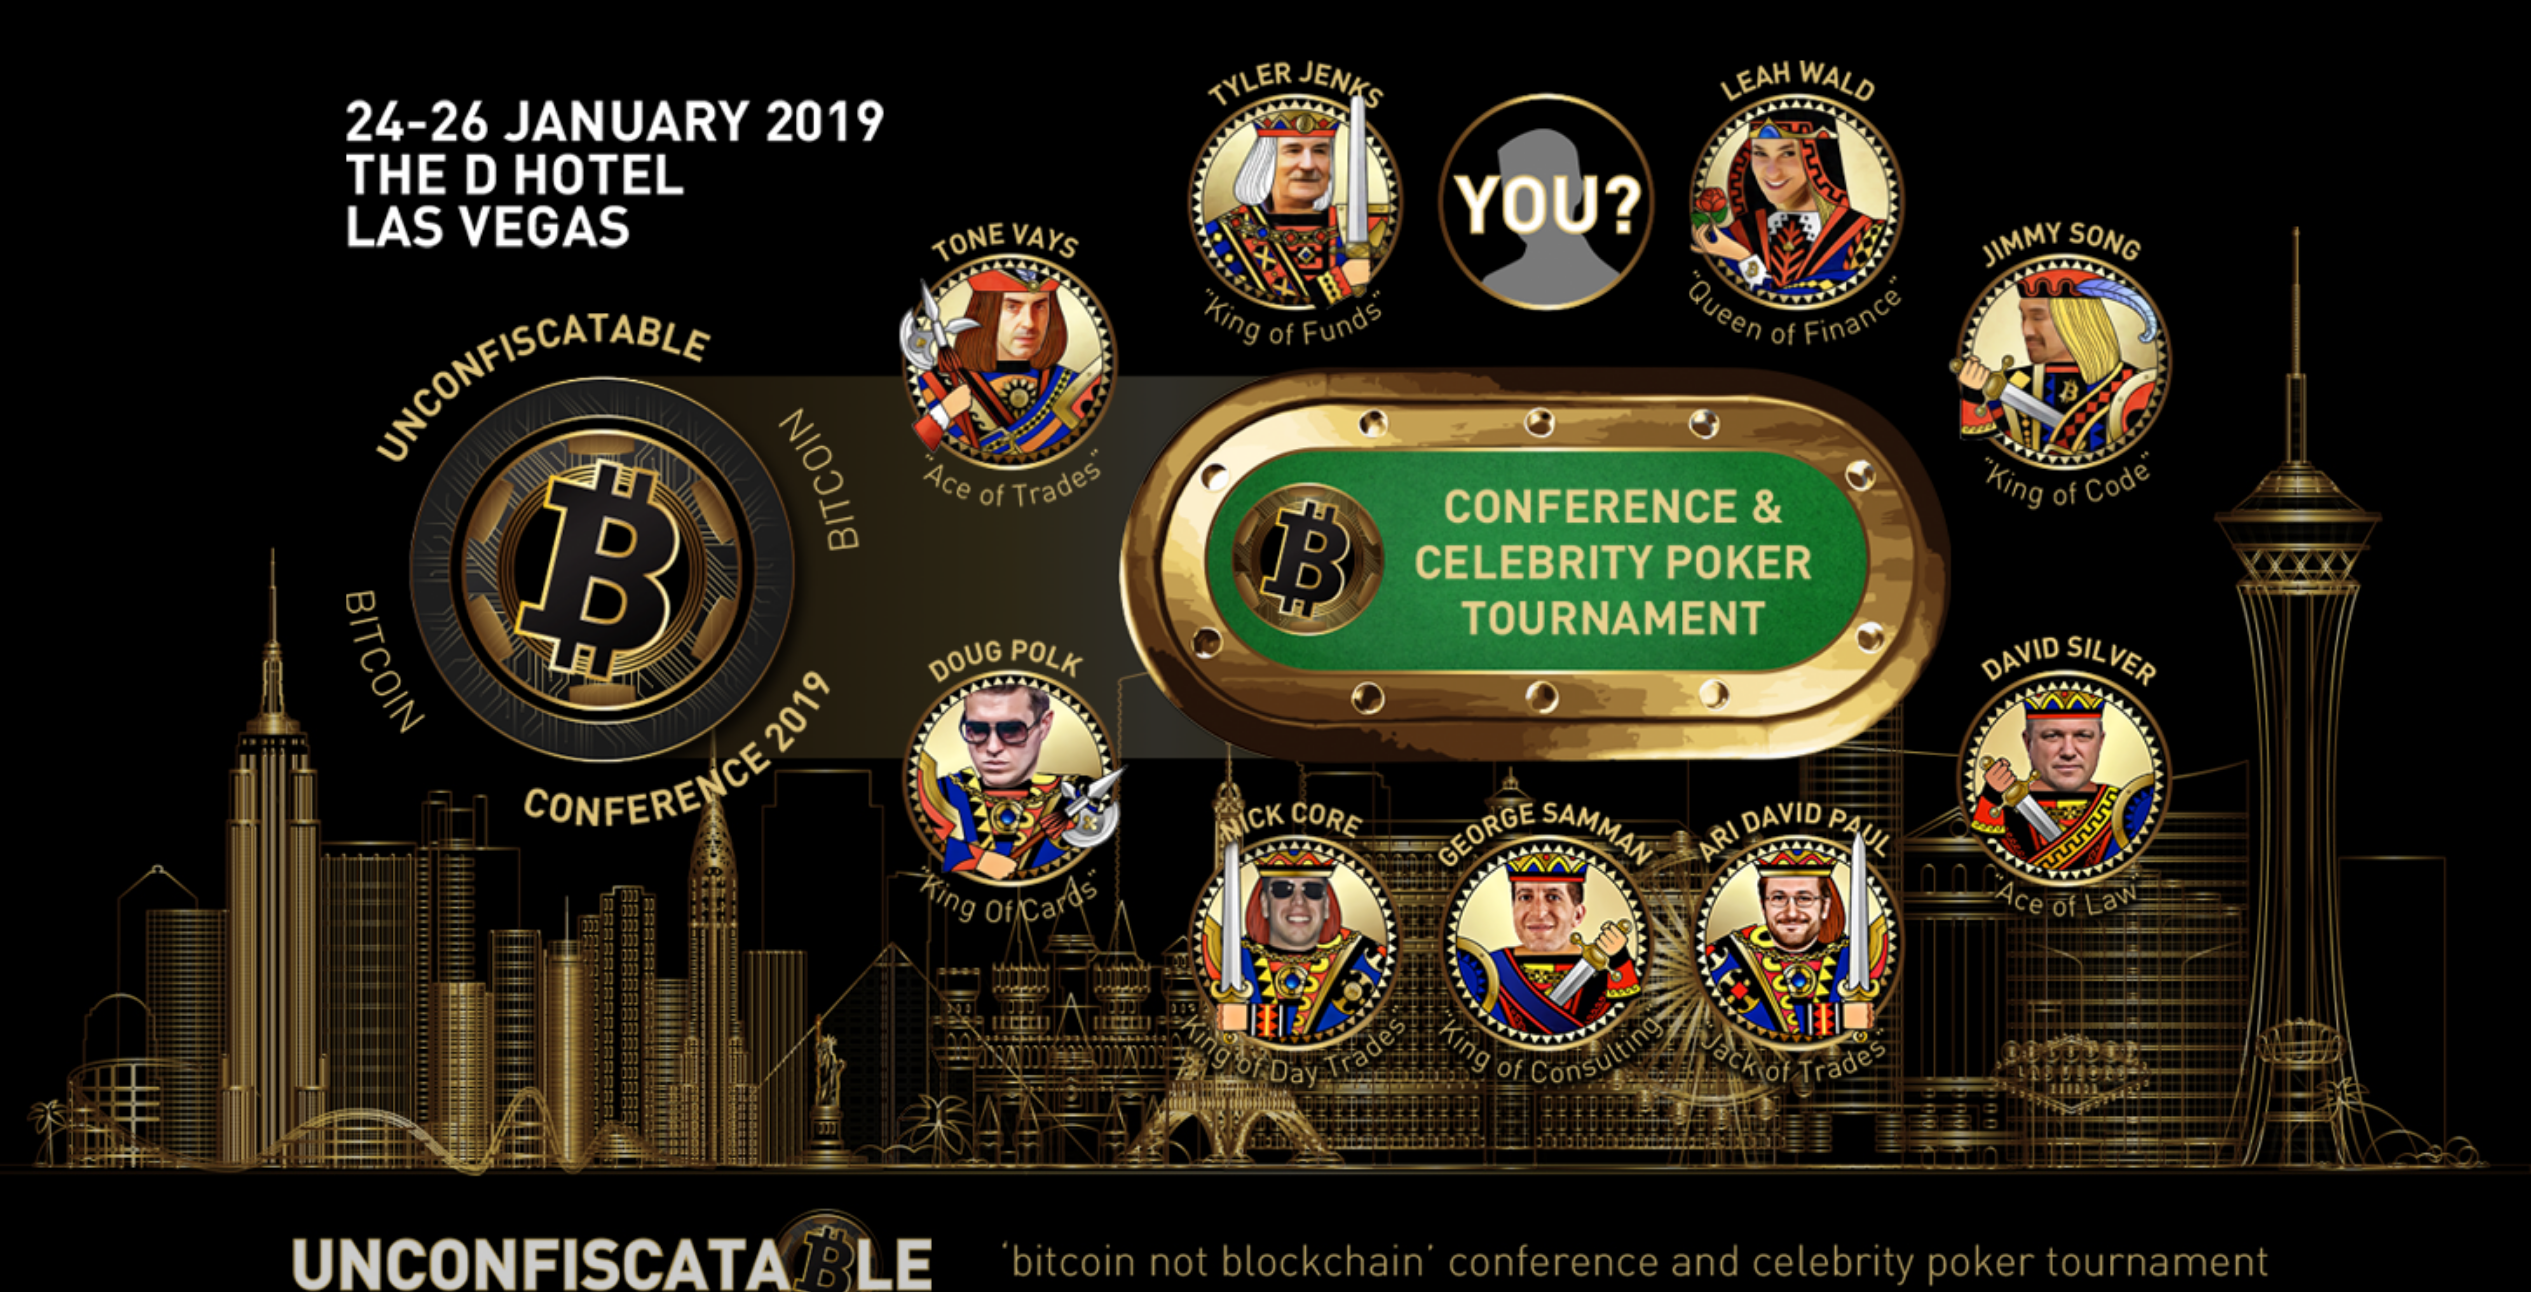 24-26 JANUARY 2019
THE D HOTEL
LAS VEGAS
UNCONFISCATABLE
BITCOIN
BITCOIN
CONFERENCE 2019
TONE VAYS
"Ace of Trades"
TYLER JENKS
"King of Funds"
YOU?
LEAH WALD
"Queen of Finance"
JIMMY SONG
"King of Code"
CONFERENCE &
CELEBRITY POKER
TOURNAMENT
DOUG POLK
"King Of Cards"
NICK CORE
"King of Day Trades"
GEORGE SAMMAN
"King of Consulting"
ARI DAVID PAUL
"Jack of Trades"
DAVID SILVER
"Ace of Law"
UNCONFISCATABLE
'bitcoin not blockchain' conference and celebrity poker tournament